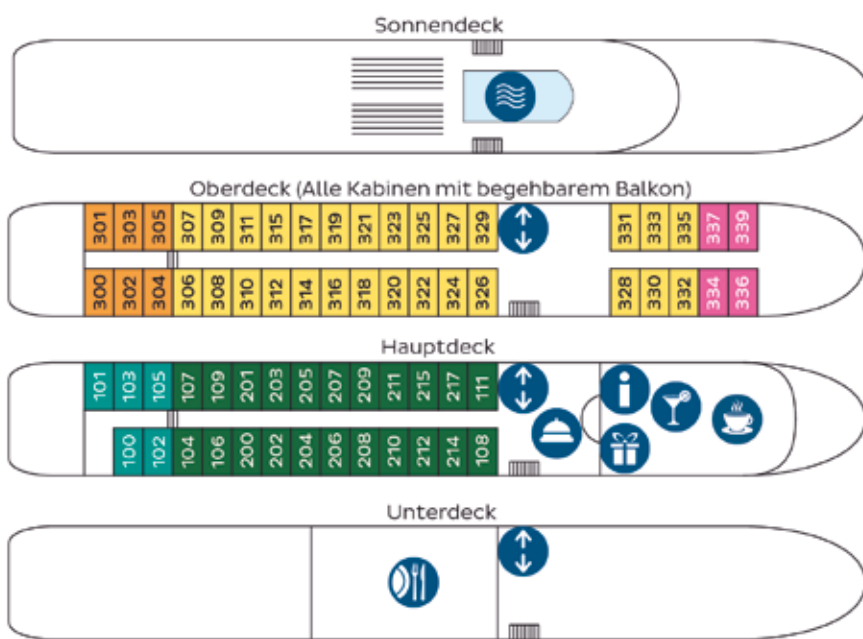 Sonnendeck
Oberdeck (Alle Kabinen mit begehbarem Balkon)
301 303 305 307 309 311 315 317 319 321 323 325 327 329 331 333 335 337 339
300 302 304 306 308 310 312 314 316 318 320 322 324 326 328 330 332 334 336
Hauptdeck
101 103 105 107 109 201 203 205 207 209 211 215 217 111
100 102 104 106 200 202 204 206 208 210 212 214 108
Unterdeck